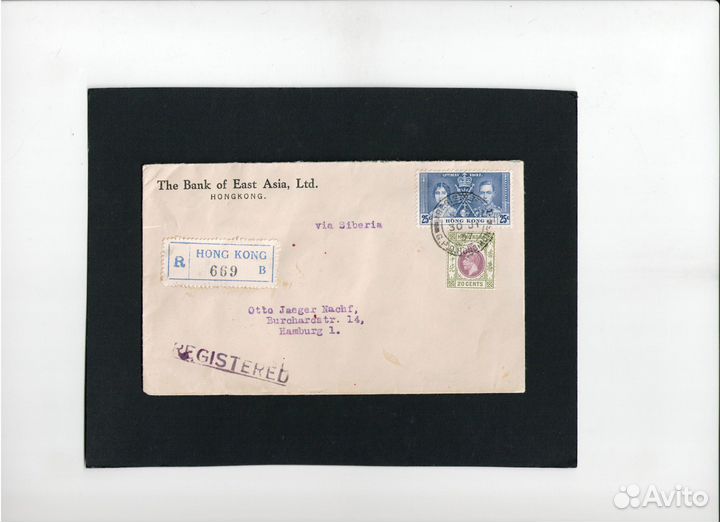 The Bank of East Asia, Ltd.
HONGKONG.
via Siberia
25c HONG KONG 25c
20 CENTS
R HONG KONG
669 B
Otto Jaeger Nachf,
Burchardstr. 14,
Hamburg 1.
REGISTERED
Avito